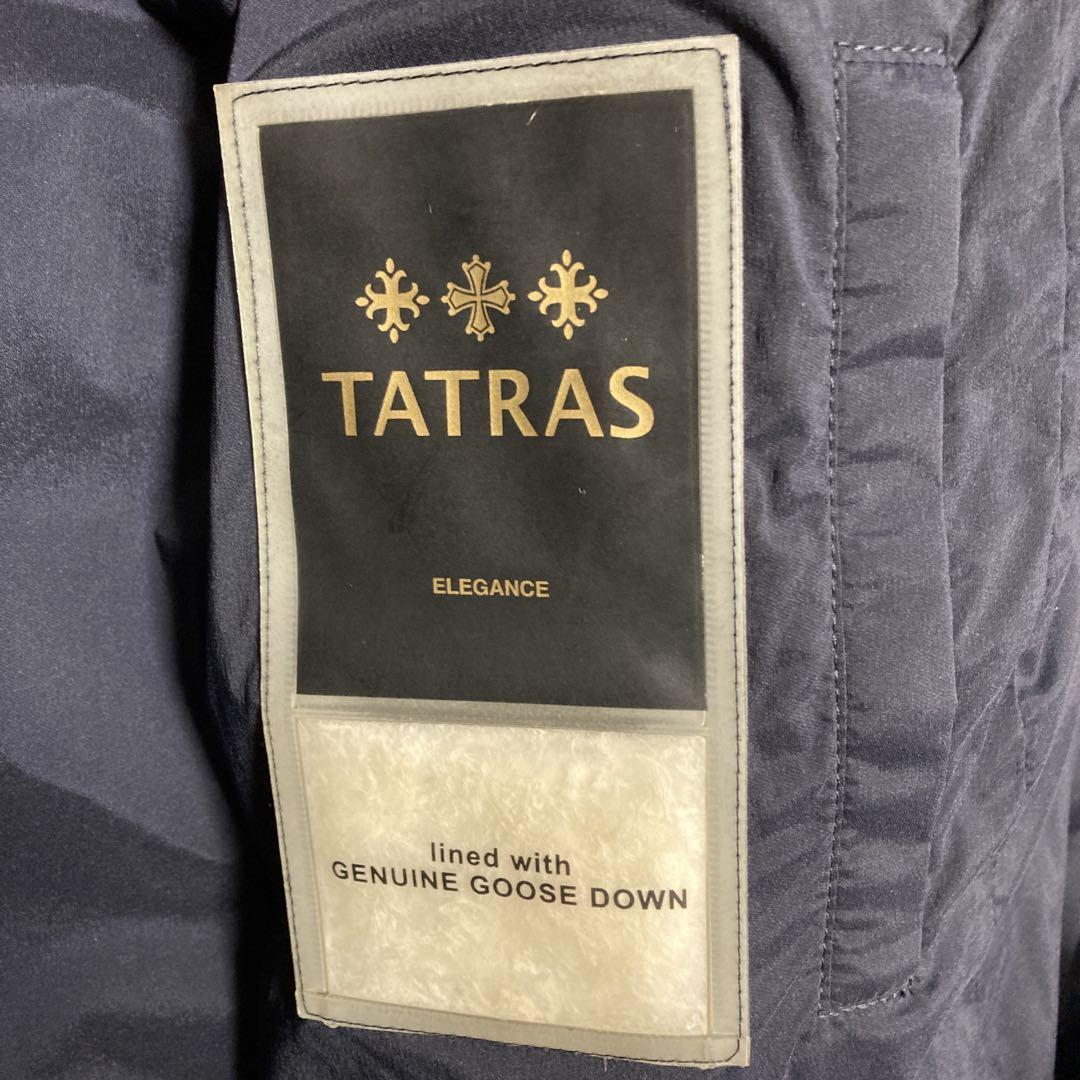 TATRAS
ELEGANCE
lined with
GENUINE GOOSE DOWN